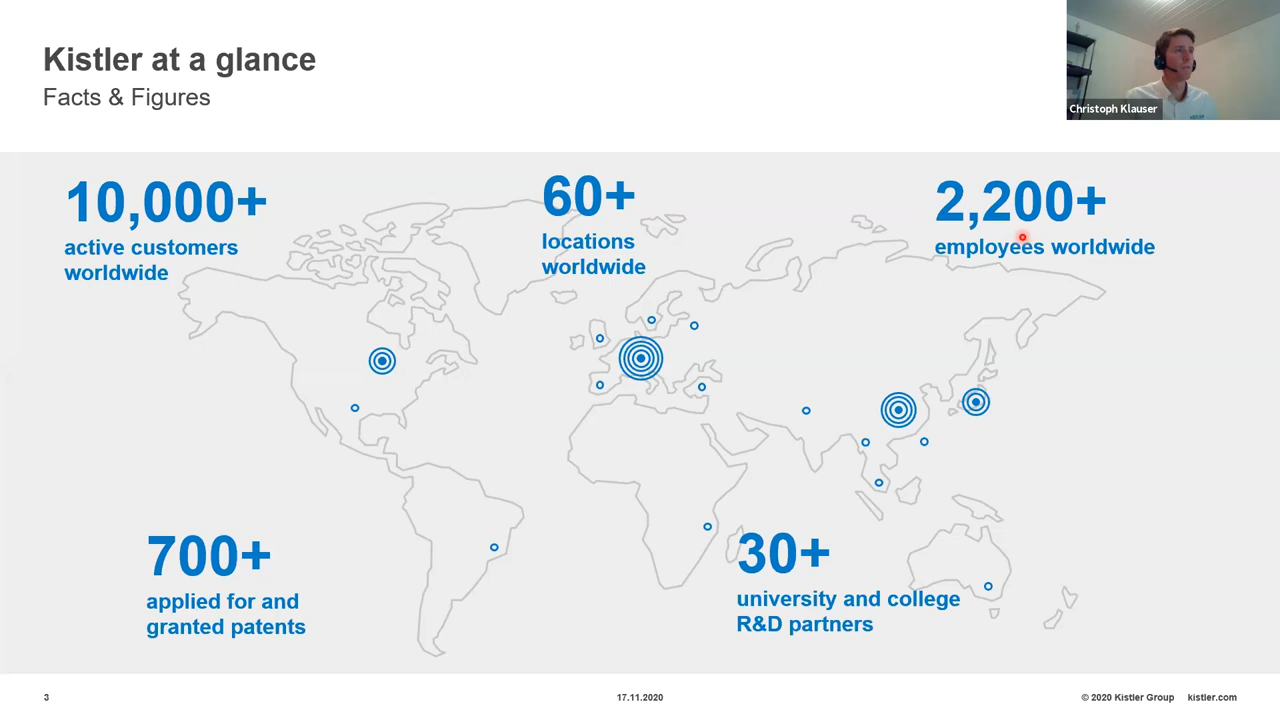 Kistler at a glance
Facts & Figures
Christoph Klauser
10,000+
active customers
worldwide
60+
locations
worldwide
2,200+
employees worldwide
700+
applied for and
granted patents
30+
university and college
R&D partners
3
17.11.2020
© 2020 Kistler Group kistler.com